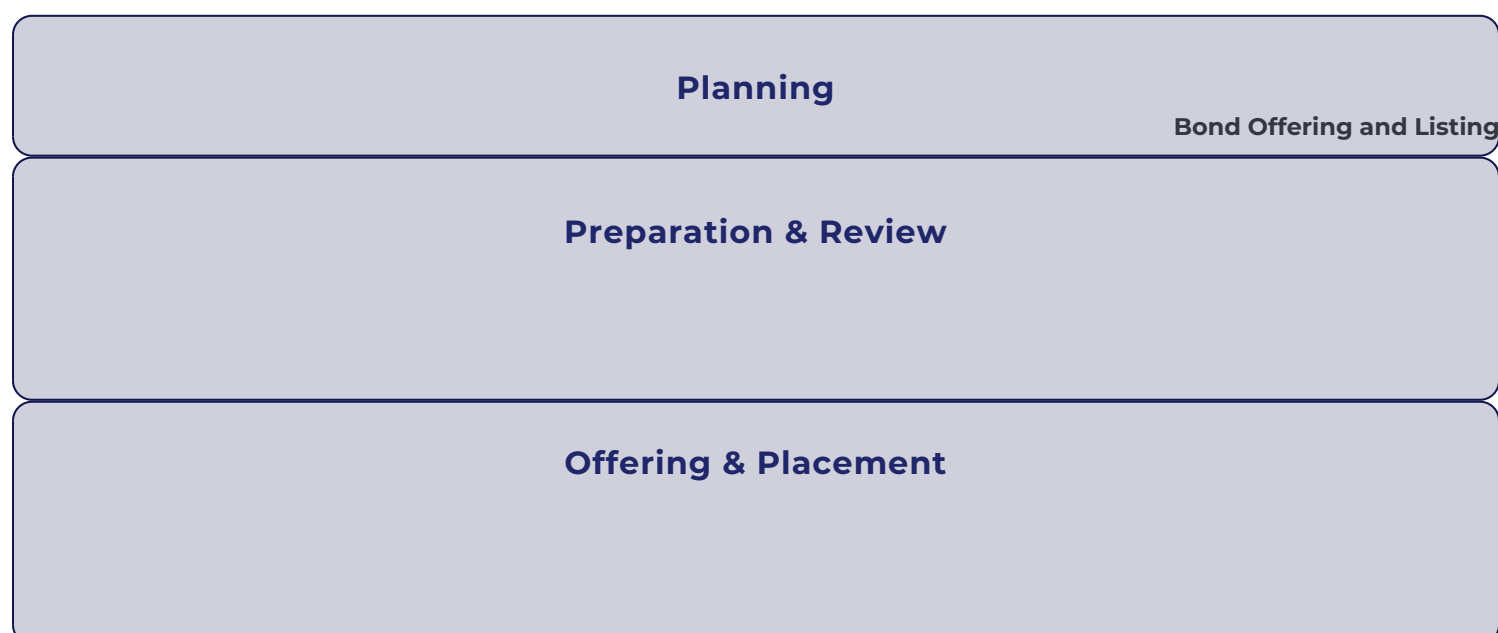 Planning
Bond Offering and Listing
Preparation & Review
Offering & Placement